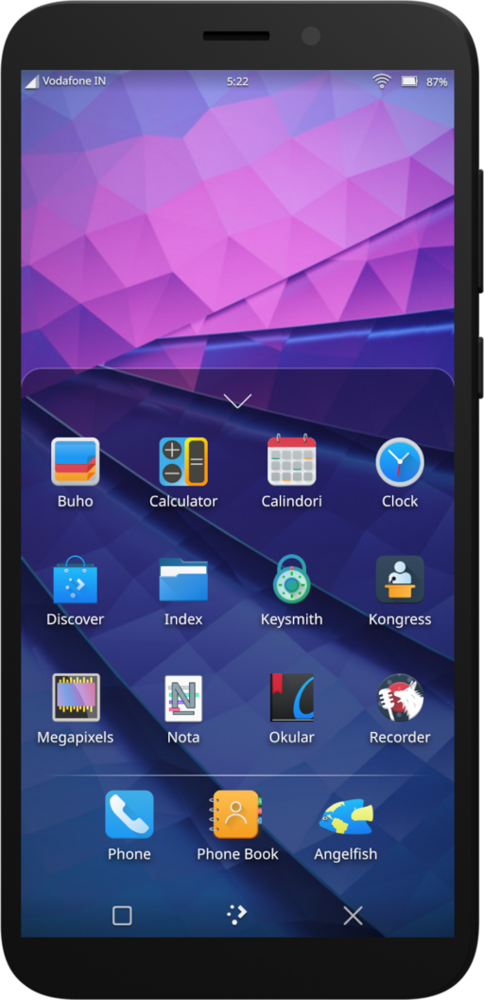 Vodafone IN 5:22 87%
Buho Calculator Calindori Clock
Discover Index Keysmith Kongress
Megapixels Nota Okular Recorder
Phone Phone Book Angelfish